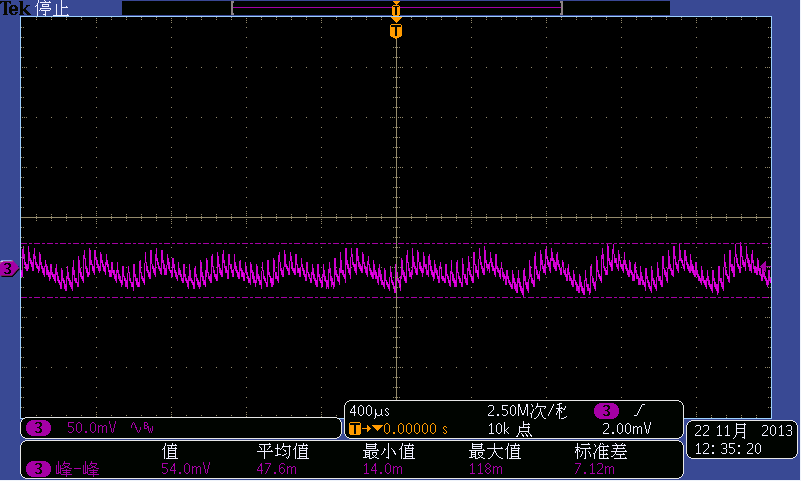 Tek 停止
T
T
3
400µs 2.50M次/秒 3
3 50.0mV BW T→▼0.00000 s 10k 点 2.00mV
22 11月 2013
12:35:20
值 平均值 最小值 最大值 标准差
3 峰-峰 54.0mV 47.6m 14.0m 118m 7.12m